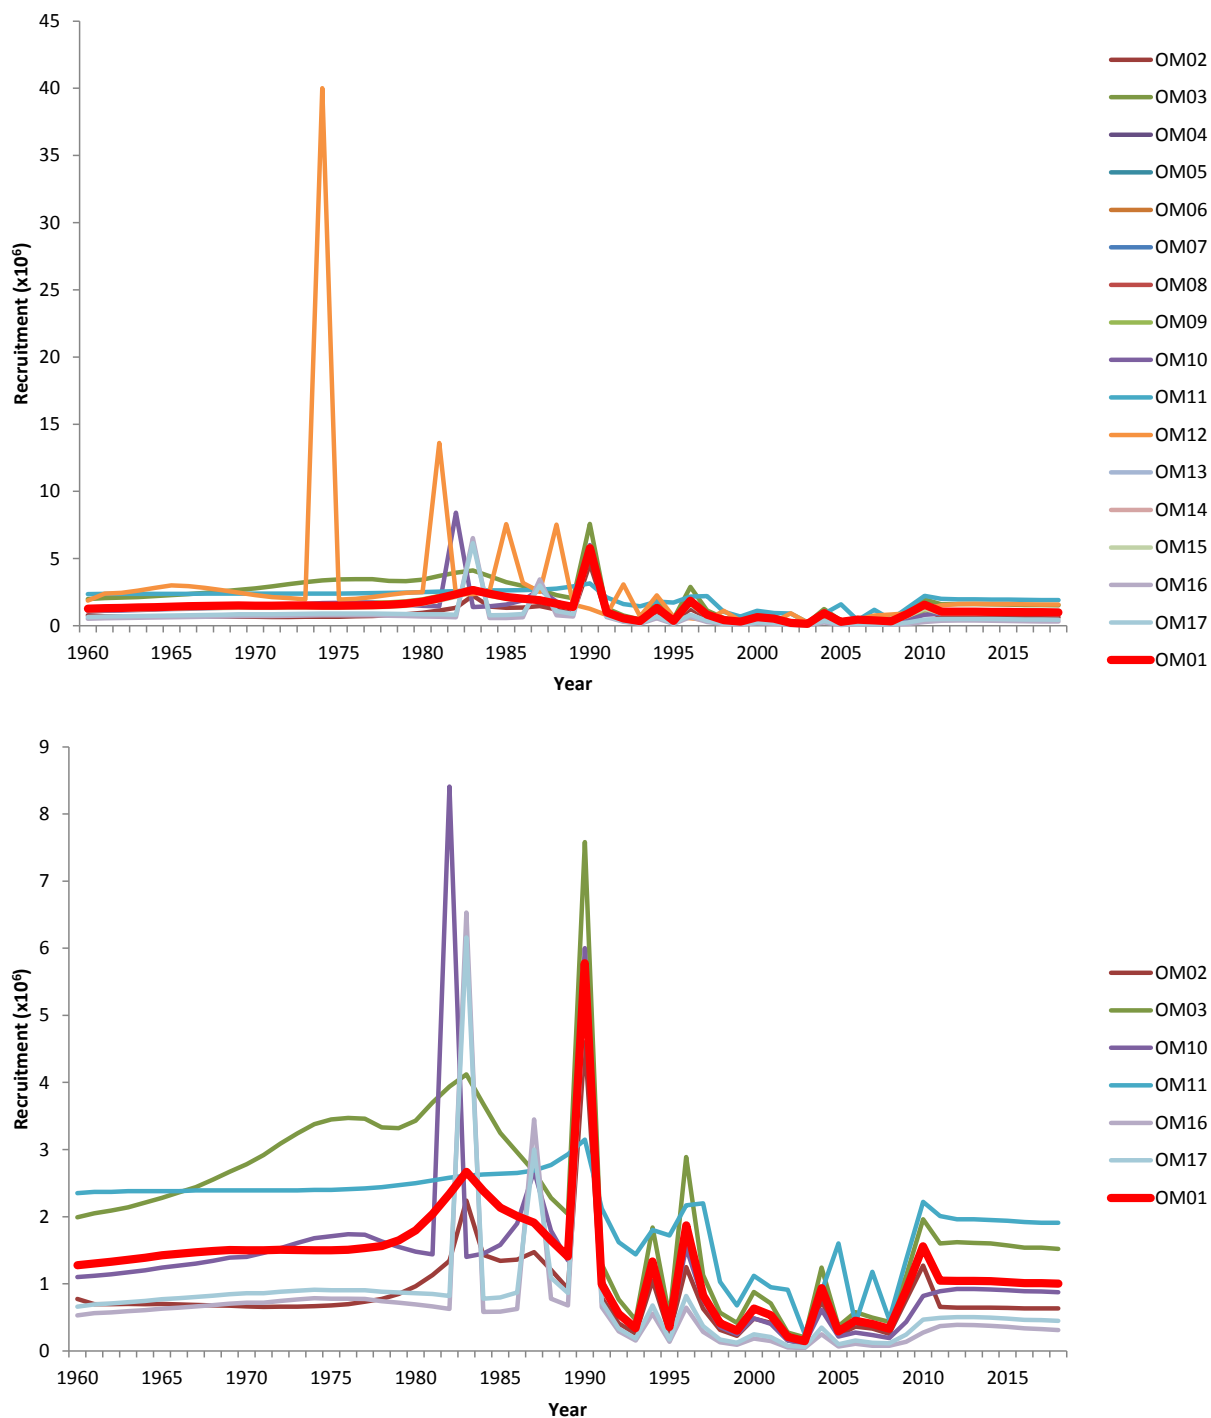 45
40
35
30
25
20
15
10
5
0
Recruitment (x10⁶)
1960 1965 1970 1975 1980 1985 1990 1995 2000 2005 2010 2015
Year
OM02
OM03
OM04
OM05
OM06
OM07
OM08
OM09
OM10
OM11
OM12
OM13
OM14
OM15
OM16
OM17
OM01
9
8
7
6
5
4
3
2
1
0
Recruitment (x10⁶)
1960 1965 1970 1975 1980 1985 1990 1995 2000 2005 2010 2015
Year
OM02
OM03
OM10
OM11
OM16
OM17
OM01